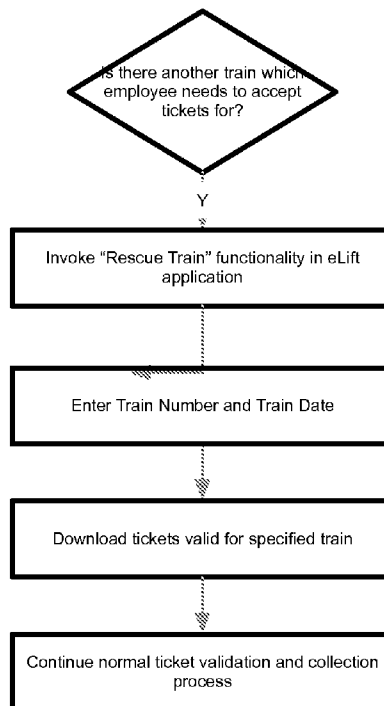 Is there another train which
employee needs to accept
tickets for?
Y
Invoke “Rescue Train” functionality in eLift
application
Enter Train Number and Train Date
Download tickets valid for specified train
Continue normal ticket validation and collection
process